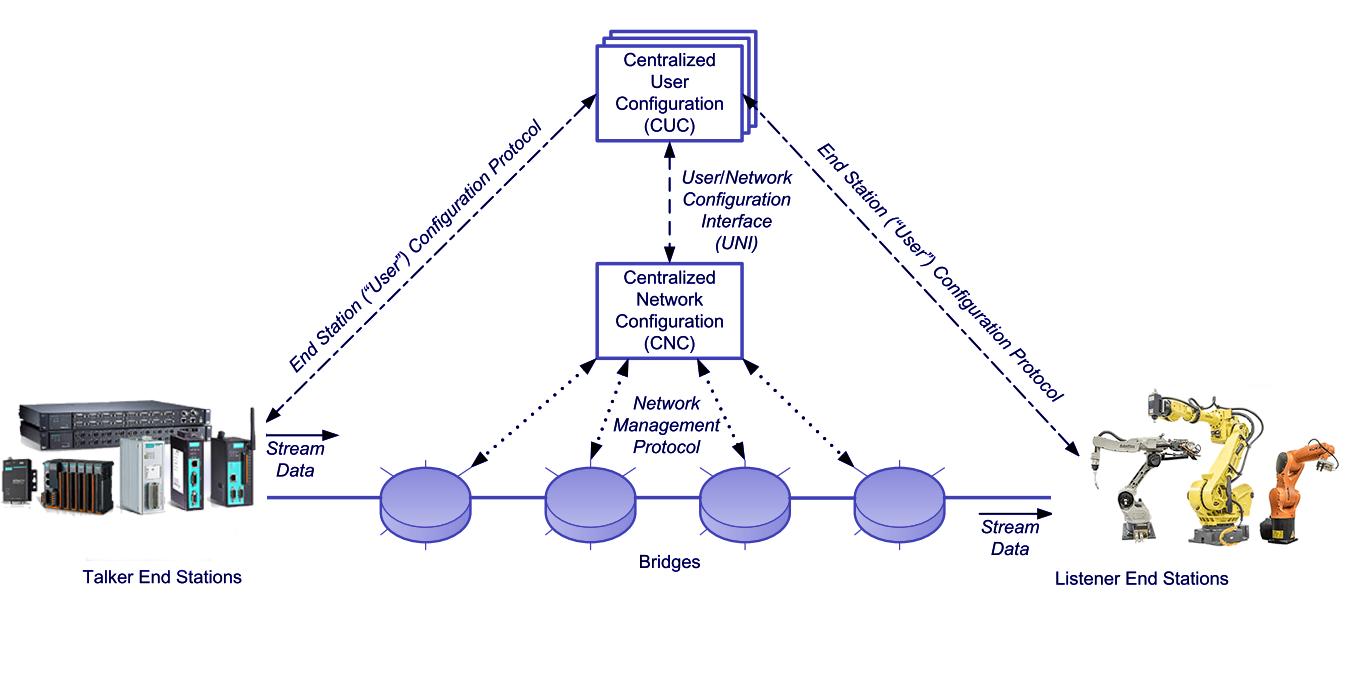 Centralized
User
Configuration
(CUC)
End Station (“User”) Configuration Protocol
End Station (“User”) Configuration Protocol
User/Network
Configuration
Interface
(UNI)
Centralized
Network
Configuration
(CNC)
Network
Management
Protocol
Stream
Data
Stream
Data
Bridges
Talker End Stations
Listener End Stations